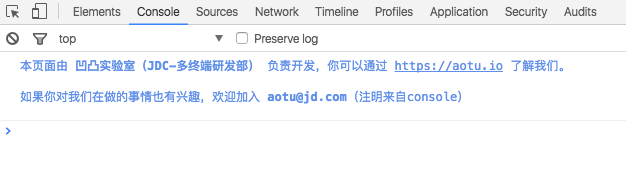 Elements Console Sources Network Timeline Profiles Application Security Audits
top Preserve log
本页面由 凹凸实验室（JDC-多终端研发部） 负责开发，你可以通过 https://aotu.io 了解我们。
如果你对我们在做的事情也有兴趣，欢迎加入 aotu@jd.com（注明来自console）